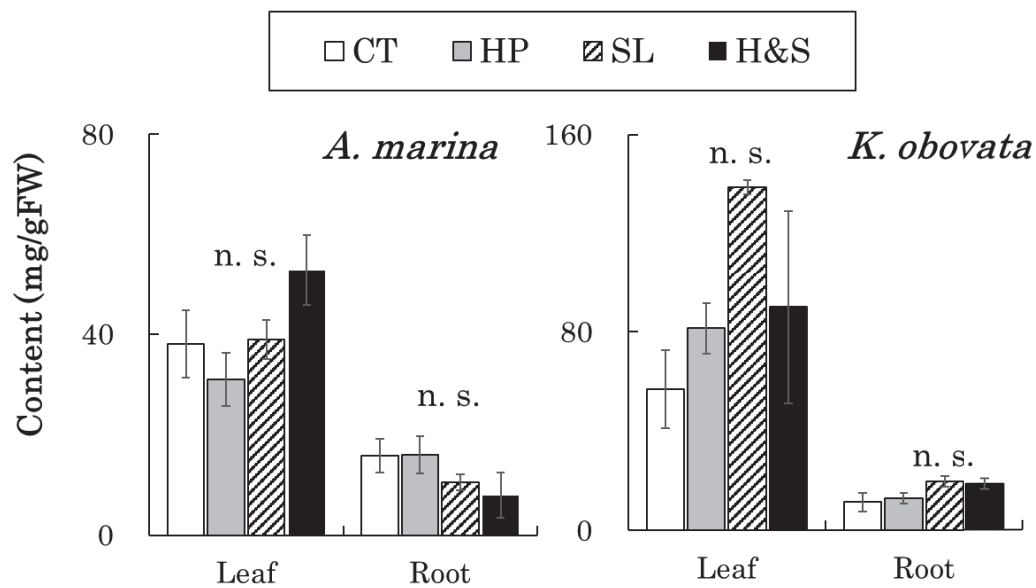 CT HP SL H&S
Content (mg/gFW)
80
40
0
A. marina
n. s.
n. s.
Leaf Root
160
80
0
K. obovata
n. s.
n. s.
Leaf Root